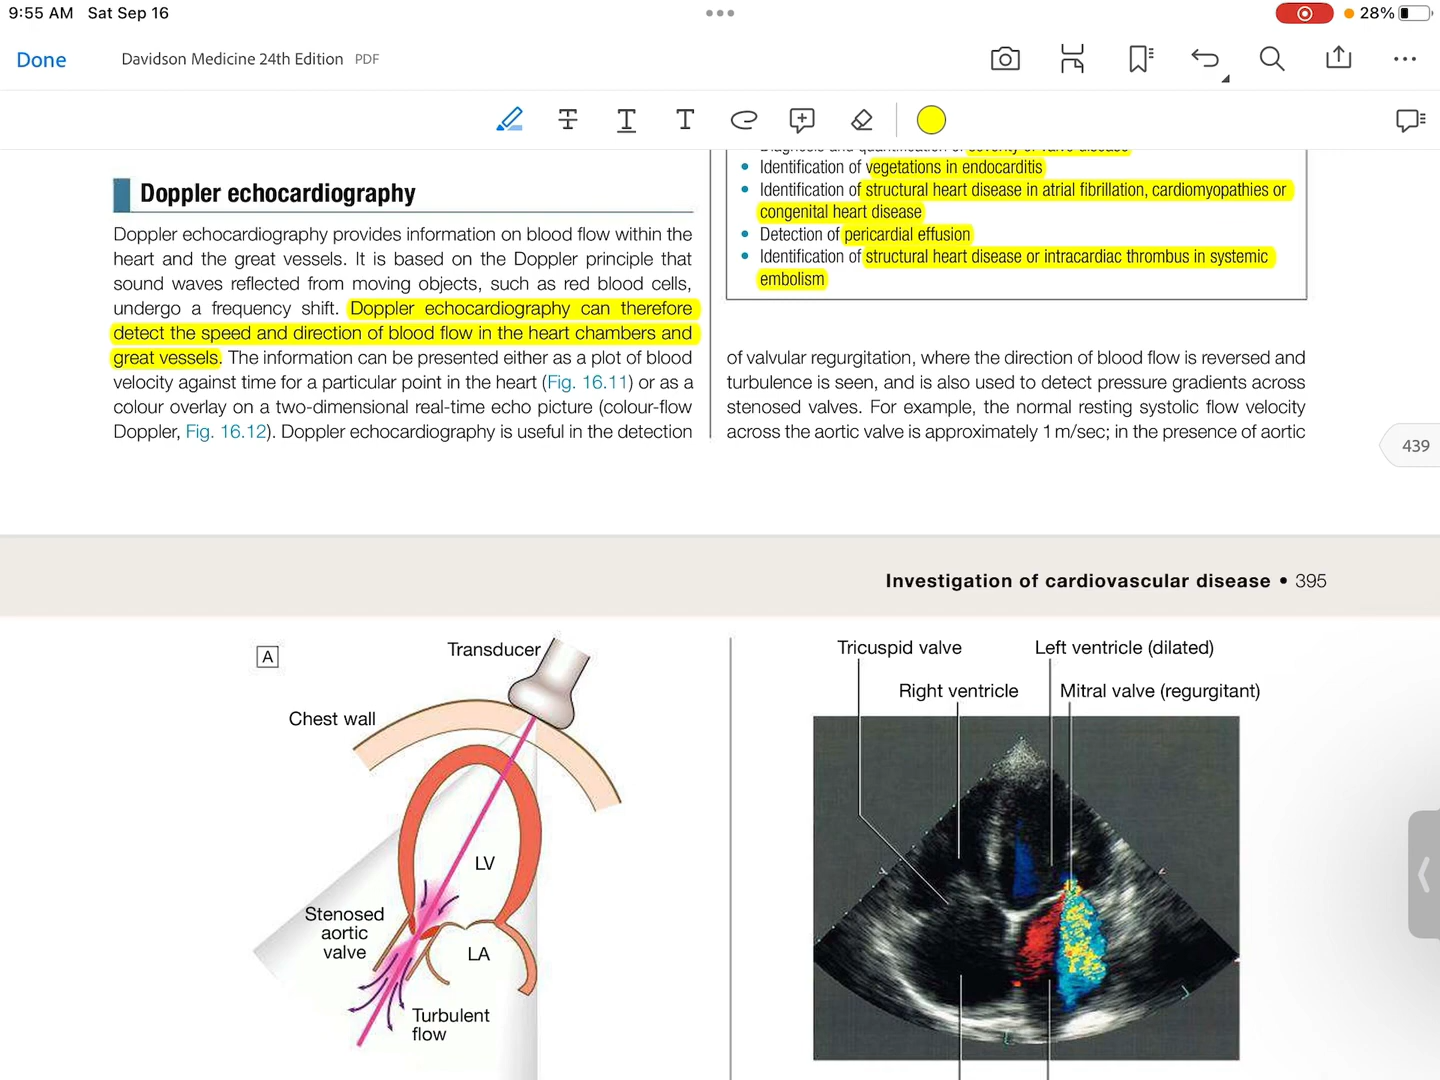 9:55 AM Sat Sep 16
28%
Done
Davidson Medicine 24th Edition PDF
Doppler echocardiography
Doppler echocardiography provides information on blood flow within the
heart and the great vessels. It is based on the Doppler principle that
sound waves reflected from moving objects, such as red blood cells,
undergo a frequency shift. Doppler echocardiography can therefore
detect the speed and direction of blood flow in the heart chambers and
great vessels. The information can be presented either as a plot of blood
velocity against time for a particular point in the heart (Fig. 16.11) or as a
colour overlay on a two-dimensional real-time echo picture (colour-flow
Doppler, Fig. 16.12). Doppler echocardiography is useful in the detection
• Identification of vegetations in endocarditis
• Identification of structural heart disease in atrial fibrillation, cardiomyopathies or
congenital heart disease
• Detection of pericardial effusion
• Identification of structural heart disease or intracardiac thrombus in systemic
embolism
of valvular regurgitation, where the direction of blood flow is reversed and
turbulence is seen, and is also used to detect pressure gradients across
stenosed valves. For example, the normal resting systolic flow velocity
across the aortic valve is approximately 1 m/sec; in the presence of aortic
439
Investigation of cardiovascular disease • 395
A
Transducer
Chest wall
LV
Stenosed
aortic
valve
LA
Turbulent
flow
Tricuspid valve
Left ventricle (dilated)
Right ventricle
Mitral valve (regurgitant)